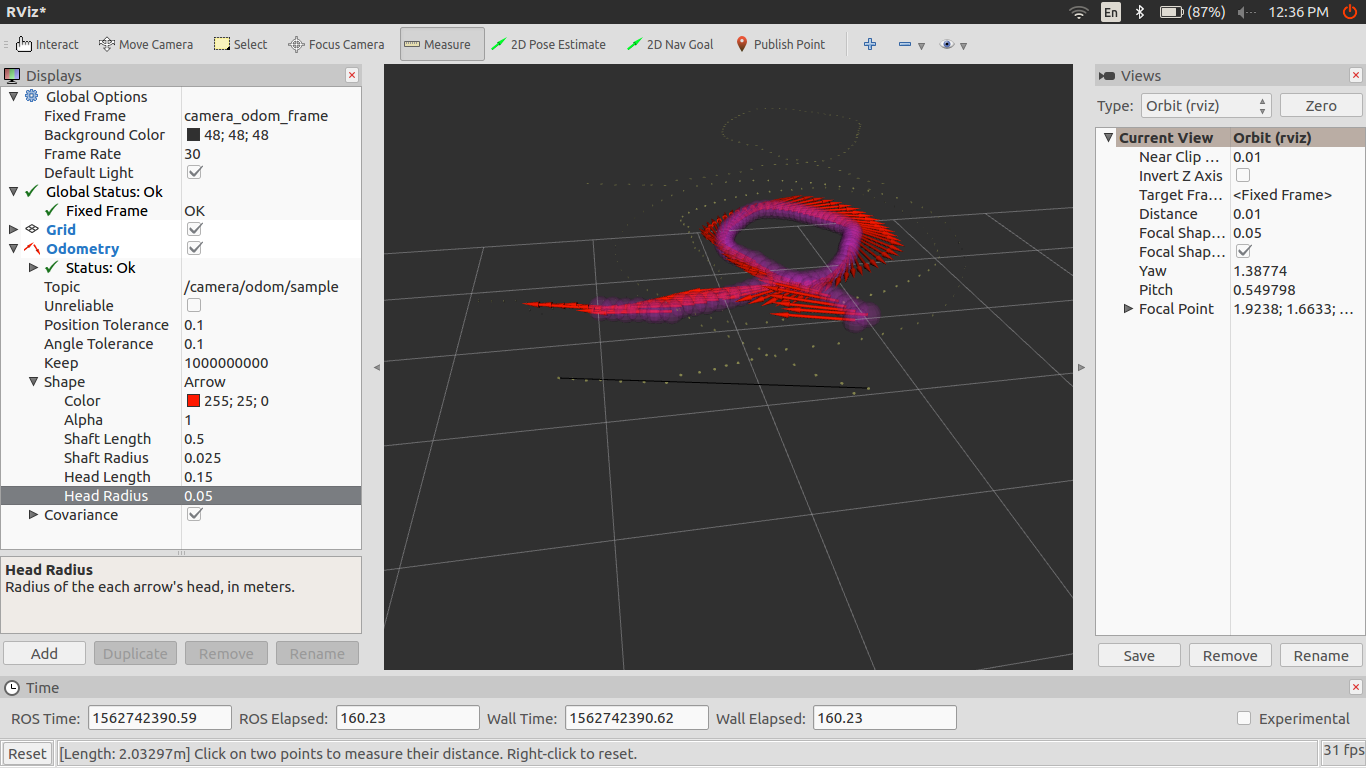 RViz*
En (87%) 12:36 PM
Interact Move Camera Select Focus Camera Measure 2D Pose Estimate 2D Nav Goal Publish Point
Displays
Global Options
Fixed Frame camera_odom_frame
Background Color 48; 48; 48
Frame Rate 30
Default Light
Global Status: Ok
Fixed Frame OK
Grid
Odometry
Status: Ok
Topic /camera/odom/sample
Unreliable
Position Tolerance 0.1
Angle Tolerance 0.1
Keep 1000000000
Shape Arrow
Color 255; 25; 0
Alpha 1
Shaft Length 0.5
Shaft Radius 0.025
Head Length 0.15
Head Radius 0.05
Covariance
Head Radius
Radius of the each arrow's head, in meters.
Add Duplicate Remove Rename
Views
Type: Orbit (rviz) Zero
Current View Orbit (rviz)
Near Clip ... 0.01
Invert Z Axis
Target Fra... <Fixed Frame>
Distance 0.01
Focal Shap... 0.05
Focal Shap...
Yaw 1.38774
Pitch 0.549798
Focal Point 1.9238; 1.6633; ...
Save Remove Rename
Time
ROS Time: 1562742390.59 ROS Elapsed: 160.23 Wall Time: 1562742390.62 Wall Elapsed: 160.23 Experimental
Reset [Length: 2.03297m] Click on two points to measure their distance. Right-click to reset. 31 fps